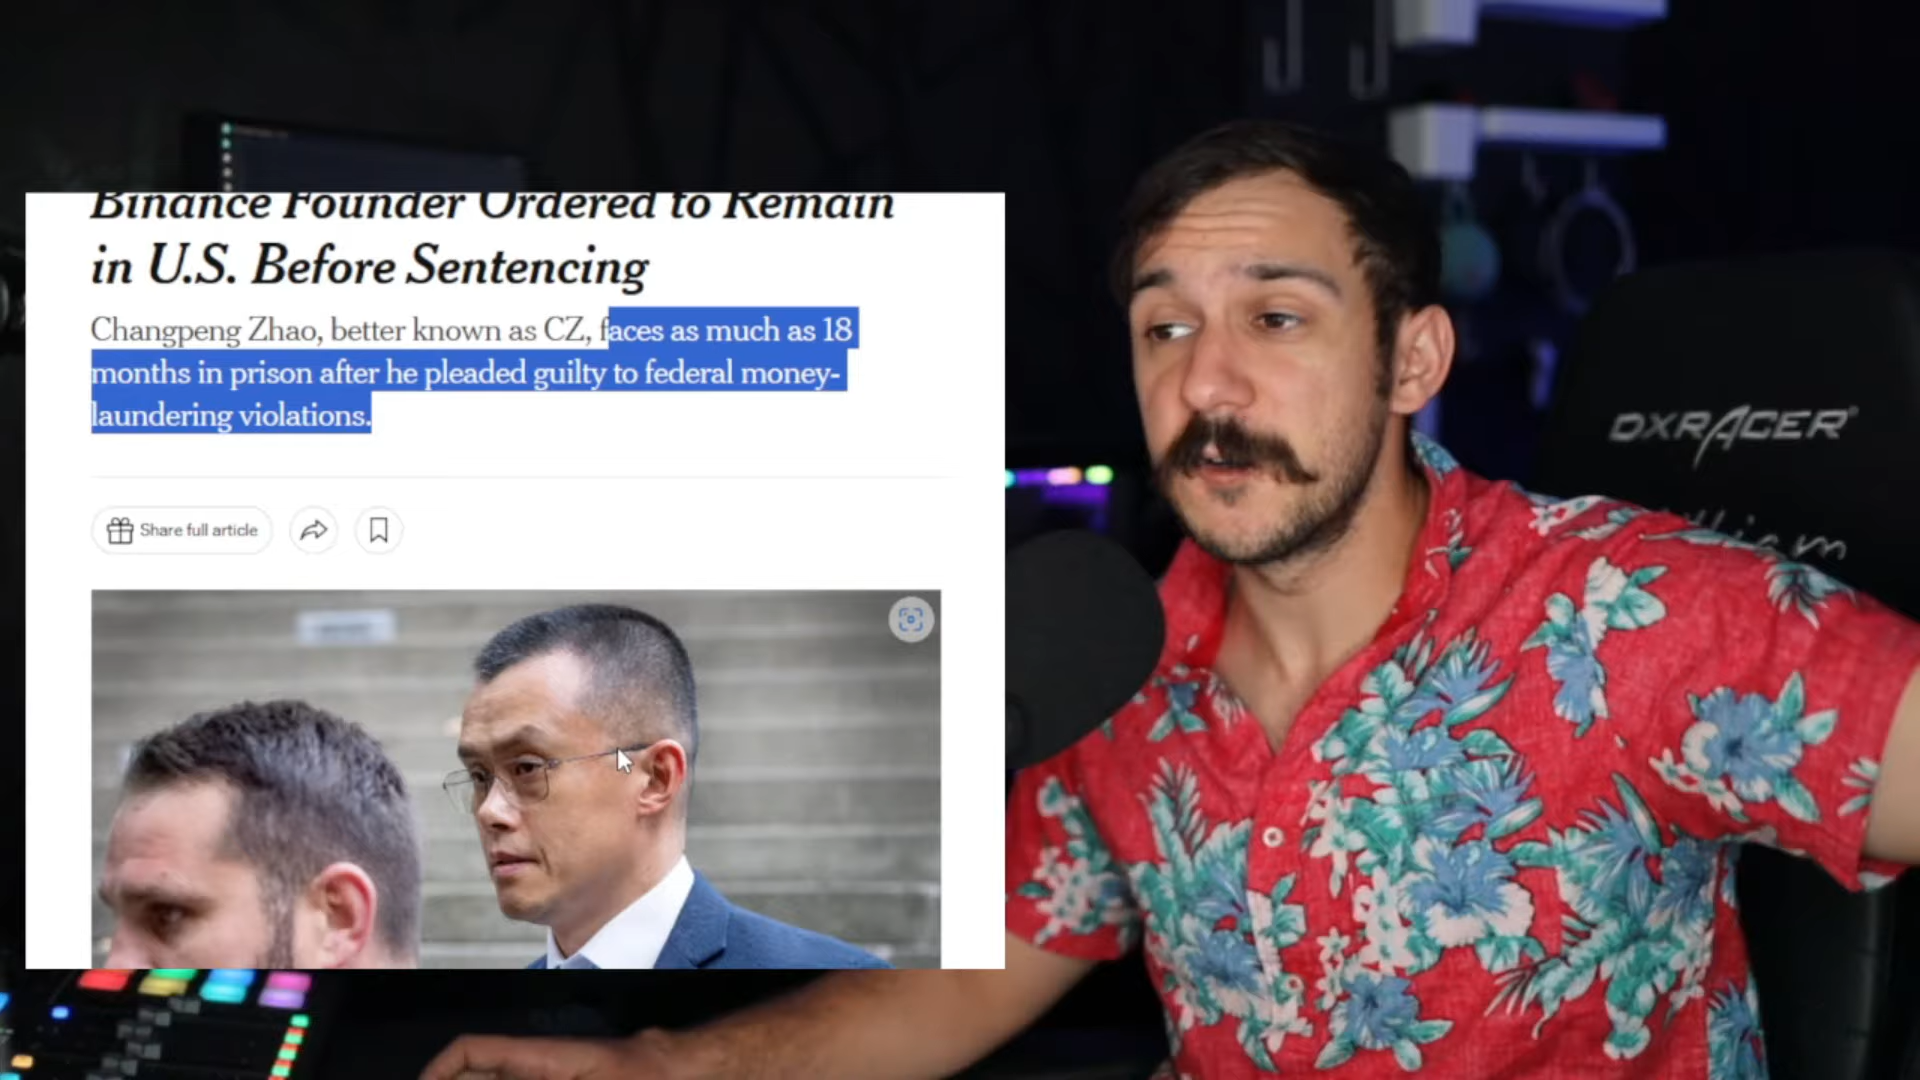 Binance Founder Ordered to Remain
in U.S. Before Sentencing
Changpeng Zhao, better known as CZ, faces as much as 18
months in prison after he pleaded guilty to federal money-
laundering violations.
Share full article
DXRACER